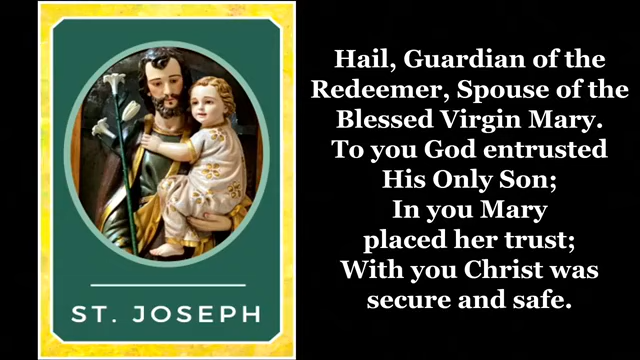 ST. JOSEPH
Hail, Guardian of the
Redeemer, Spouse of the
Blessed Virgin Mary.
To you God entrusted
His Only Son;
In you Mary
placed her trust;
With you Christ was
secure and safe.